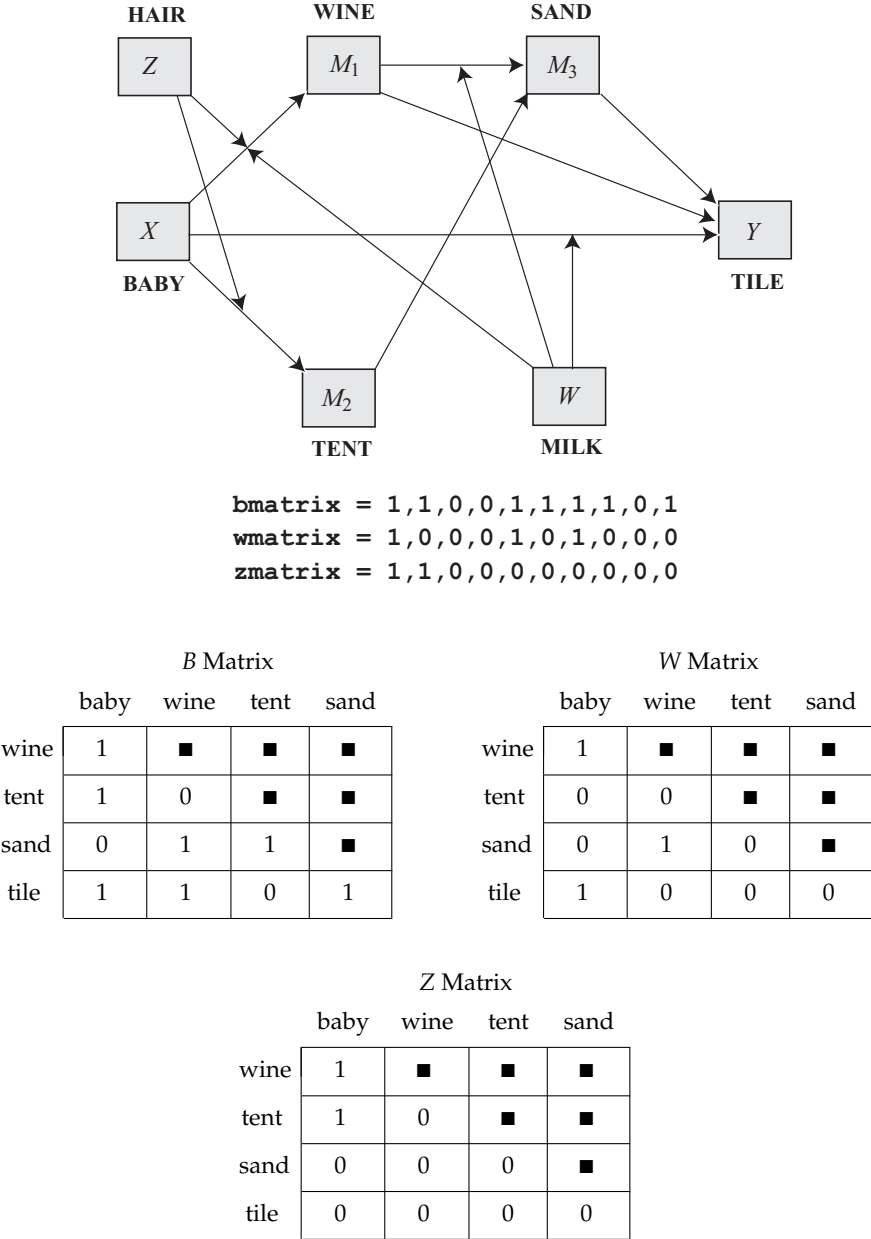 HAIR WINE SAND
Z M1 M3
X Y
BABY TILE
M2 W
TENT MILK
bmatrix = 1,1,0,0,1,1,1,1,0,1
wmatrix = 1,0,0,0,1,0,1,0,0,0
zmatrix = 1,1,0,0,0,0,0,0,0,0
B Matrix W Matrix
baby wine tent sand baby wine tent sand
wine 1 ■ ■ ■ wine 1 ■ ■ ■
tent 1 0 ■ ■ tent 0 0 ■ ■
sand 0 1 1 ■ sand 0 1 0 ■
tile 1 1 0 1 tile 1 0 0 0
Z Matrix
baby wine tent sand
wine 1 ■ ■ ■
tent 1 0 ■ ■
sand 0 0 0 ■
tile 0 0 0 0